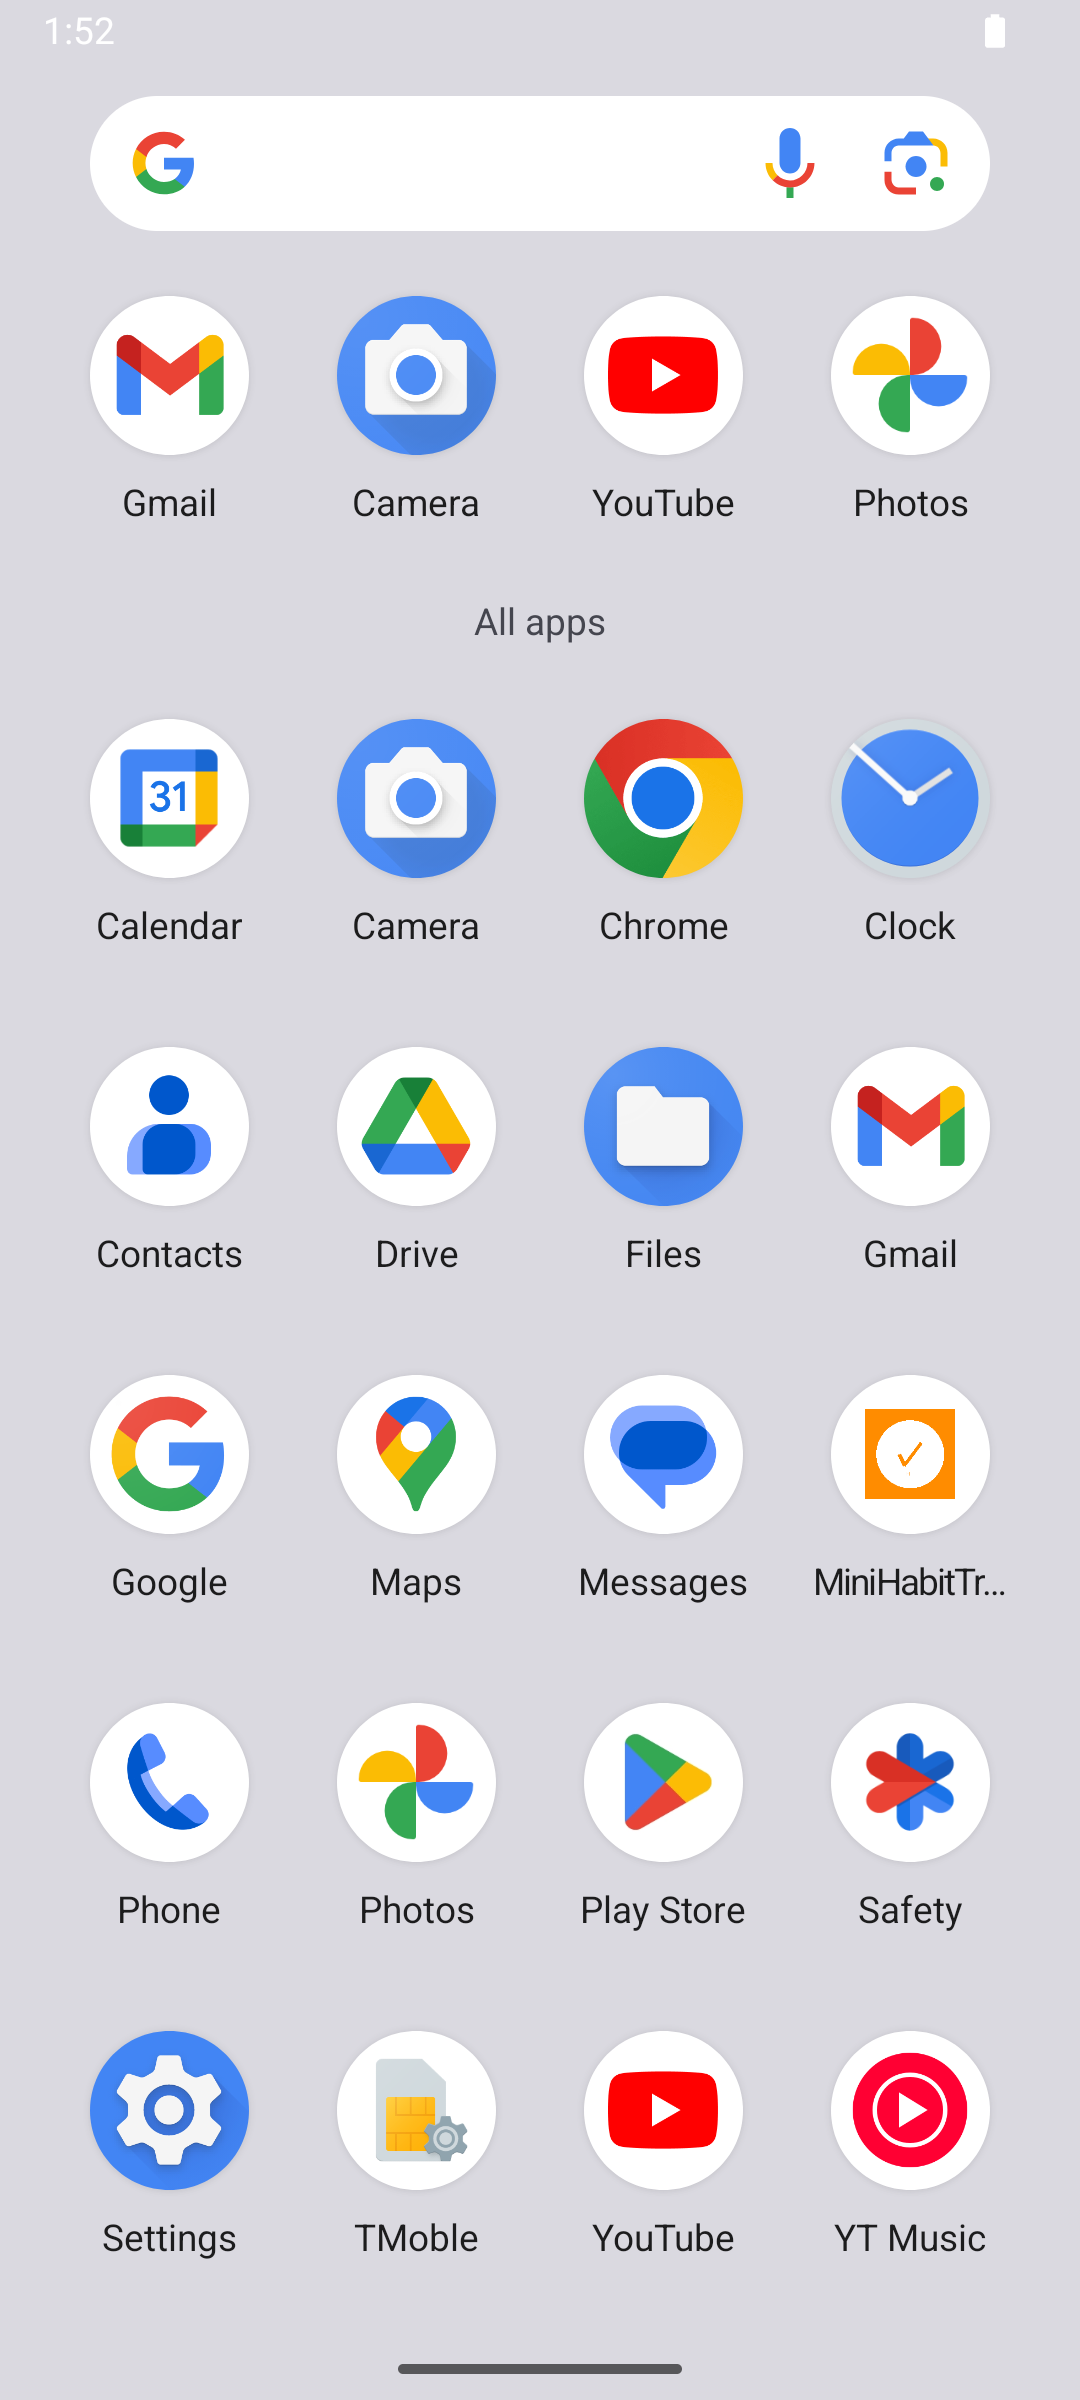 1:52
Gmail Camera YouTube Photos
All apps
31
Calendar Camera Chrome Clock
Contacts Drive Files Gmail
Google Maps Messages MiniHabitTr...
Phone Photos Play Store Safety
Settings TMoble YouTube YT Music